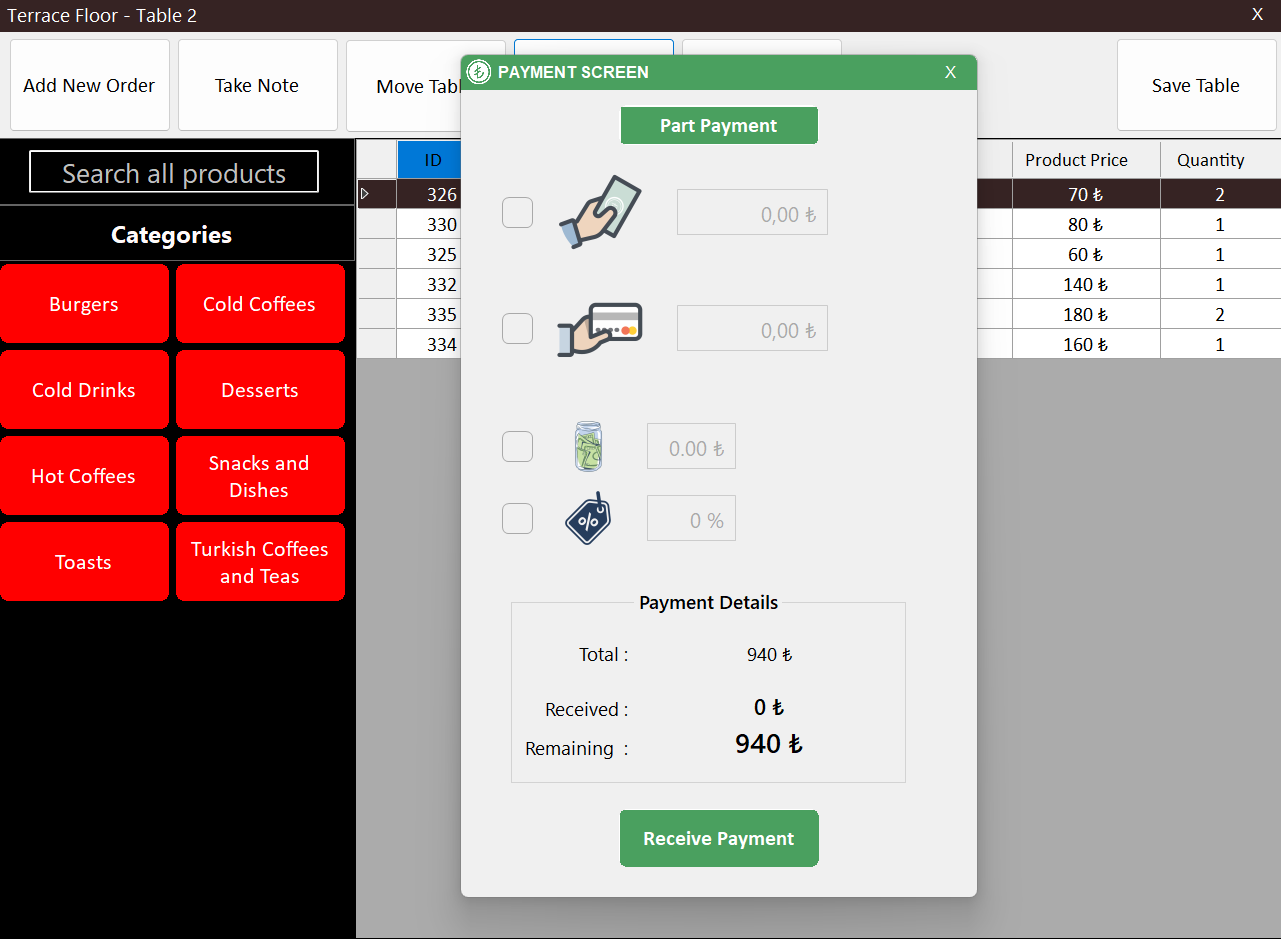 Terrace Floor - Table 2
X
Add New Order
Take Note
Move Tabl
Save Table
PAYMENT SCREEN
X
Part Payment
0,00 ₺
0,00 ₺
0.00 ₺
%
0 %
Payment Details
Total :
940 ₺
Received :
0 ₺
Remaining :
940 ₺
Receive Payment
Search all products
Categories
Burgers
Cold Coffees
Cold Drinks
Desserts
Hot Coffees
Snacks and
Dishes
Toasts
Turkish Coffees
and Teas
ID
Product Price
Quantity
326
70 ₺
2
330
80 ₺
1
325
60 ₺
1
332
140 ₺
1
335
180 ₺
2
334
160 ₺
1